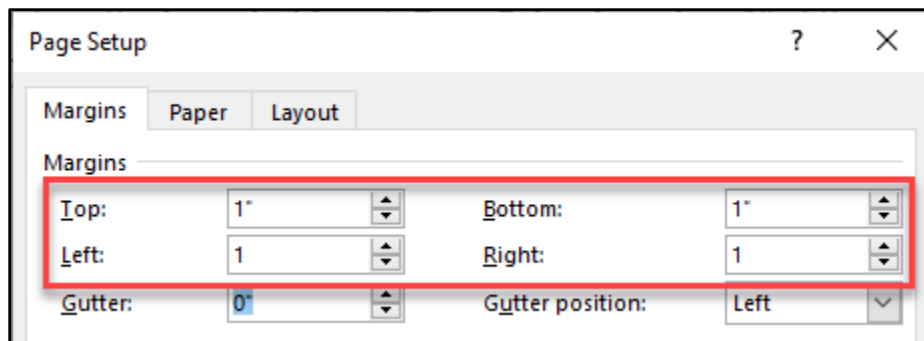 Page Setup ? ×
Margins Paper Layout
Margins
Top: 1" Bottom: 1"
Left: 1 Right: 1
Gutter: 0" Gutter position: Left